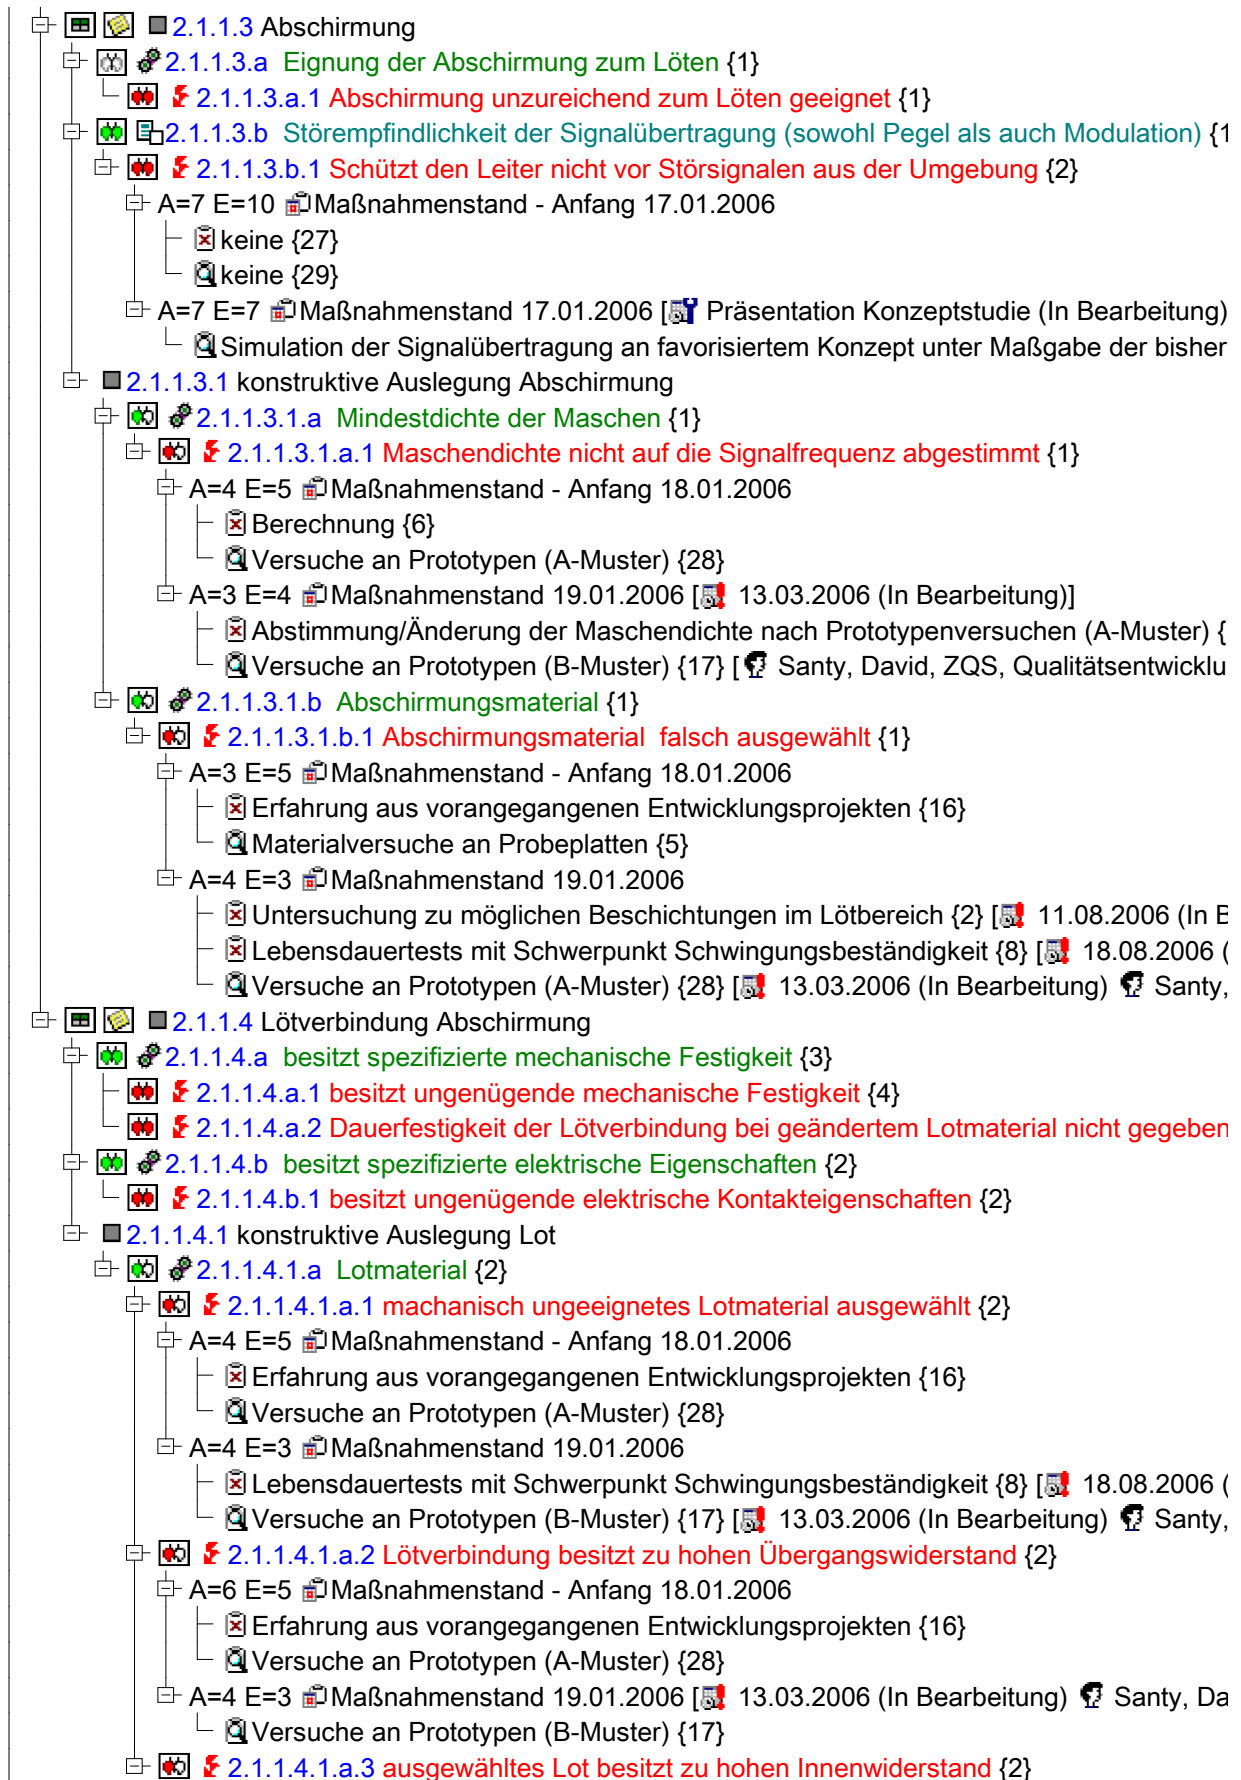 2.1.1.3 Abschirmung
2.1.1.3.a Eignung der Abschirmung zum Löten {1}
2.1.1.3.a.1 Abschirmung unzureichend zum Löten geeignet {1}
2.1.1.3.b Störempfindlichkeit der Signalübertragung (sowohl Pegel als auch Modulation) {1
2.1.1.3.b.1 Schützt den Leiter nicht vor Störsignalen aus der Umgebung {2}
A=7 E=10 Maßnahmenstand - Anfang 17.01.2006
keine {27}
keine {29}
A=7 E=7 Maßnahmenstand 17.01.2006 [ Präsentation Konzeptstudie (In Bearbeitung)
Simulation der Signalübertragung an favorisiertem Konzept unter Maßgabe der bisher
2.1.1.3.1 konstruktive Auslegung Abschirmung
2.1.1.3.1.a Mindestdichte der Maschen {1}
2.1.1.3.1.a.1 Maschendichte nicht auf die Signalfrequenz abgestimmt {1}
A=4 E=5 Maßnahmenstand - Anfang 18.01.2006
Berechnung {6}
Versuche an Prototypen (A-Muster) {28}
A=3 E=4 Maßnahmenstand 19.01.2006 [ 13.03.2006 (In Bearbeitung)]
Abstimmung/Änderung der Maschendichte nach Prototypenversuchen (A-Muster) {
Versuche an Prototypen (B-Muster) {17} [ Santy, David, ZQS, Qualitätsentwicklu
2.1.1.3.1.b Abschirmungsmaterial {1}
2.1.1.3.1.b.1 Abschirmungsmaterial falsch ausgewählt {1}
A=3 E=5 Maßnahmenstand - Anfang 18.01.2006
Erfahrung aus vorangegangenen Entwicklungsprojekten {16}
Materialversuche an Probeplatten {5}
A=4 E=3 Maßnahmenstand 19.01.2006
Untersuchung zu möglichen Beschichtungen im Lötbereich {2} [ 11.08.2006 (In B
Lebensdauertests mit Schwerpunkt Schwingungsbeständigkeit {8} [ 18.08.2006 (
Versuche an Prototypen (A-Muster) {28} [ 13.03.2006 (In Bearbeitung) Santy,
2.1.1.4 Lötverbindung Abschirmung
2.1.1.4.a besitzt spezifizierte mechanische Festigkeit {3}
2.1.1.4.a.1 besitzt ungenügende mechanische Festigkeit {4}
2.1.1.4.a.2 Dauerfestigkeit der Lötverbindung bei geändertem Lotmaterial nicht gegeben
2.1.1.4.b besitzt spezifizierte elektrische Eigenschaften {2}
2.1.1.4.b.1 besitzt ungenügende elektrische Kontakteigenschaften {2}
2.1.1.4.1 konstruktive Auslegung Lot
2.1.1.4.1.a Lotmaterial {2}
2.1.1.4.1.a.1 machanisch ungeeignetes Lotmaterial ausgewählt {2}
A=4 E=5 Maßnahmenstand - Anfang 18.01.2006
Erfahrung aus vorangegangenen Entwicklungsprojekten {16}
Versuche an Prototypen (A-Muster) {28}
A=4 E=3 Maßnahmenstand 19.01.2006
Lebensdauertests mit Schwerpunkt Schwingungsbeständigkeit {8} [ 18.08.2006 (
Versuche an Prototypen (B-Muster) {17} [ 13.03.2006 (In Bearbeitung) Santy,
2.1.1.4.1.a.2 Lötverbindung besitzt zu hohen Übergangswiderstand {2}
A=6 E=5 Maßnahmenstand - Anfang 18.01.2006
Erfahrung aus vorangegangenen Entwicklungsprojekten {16}
Versuche an Prototypen (A-Muster) {28}
A=4 E=3 Maßnahmenstand 19.01.2006 [ 13.03.2006 (In Bearbeitung) Santy, Da
Versuche an Prototypen (B-Muster) {17}
2.1.1.4.1.a.3 ausgewähltes Lot besitzt zu hohen Innenwiderstand {2}